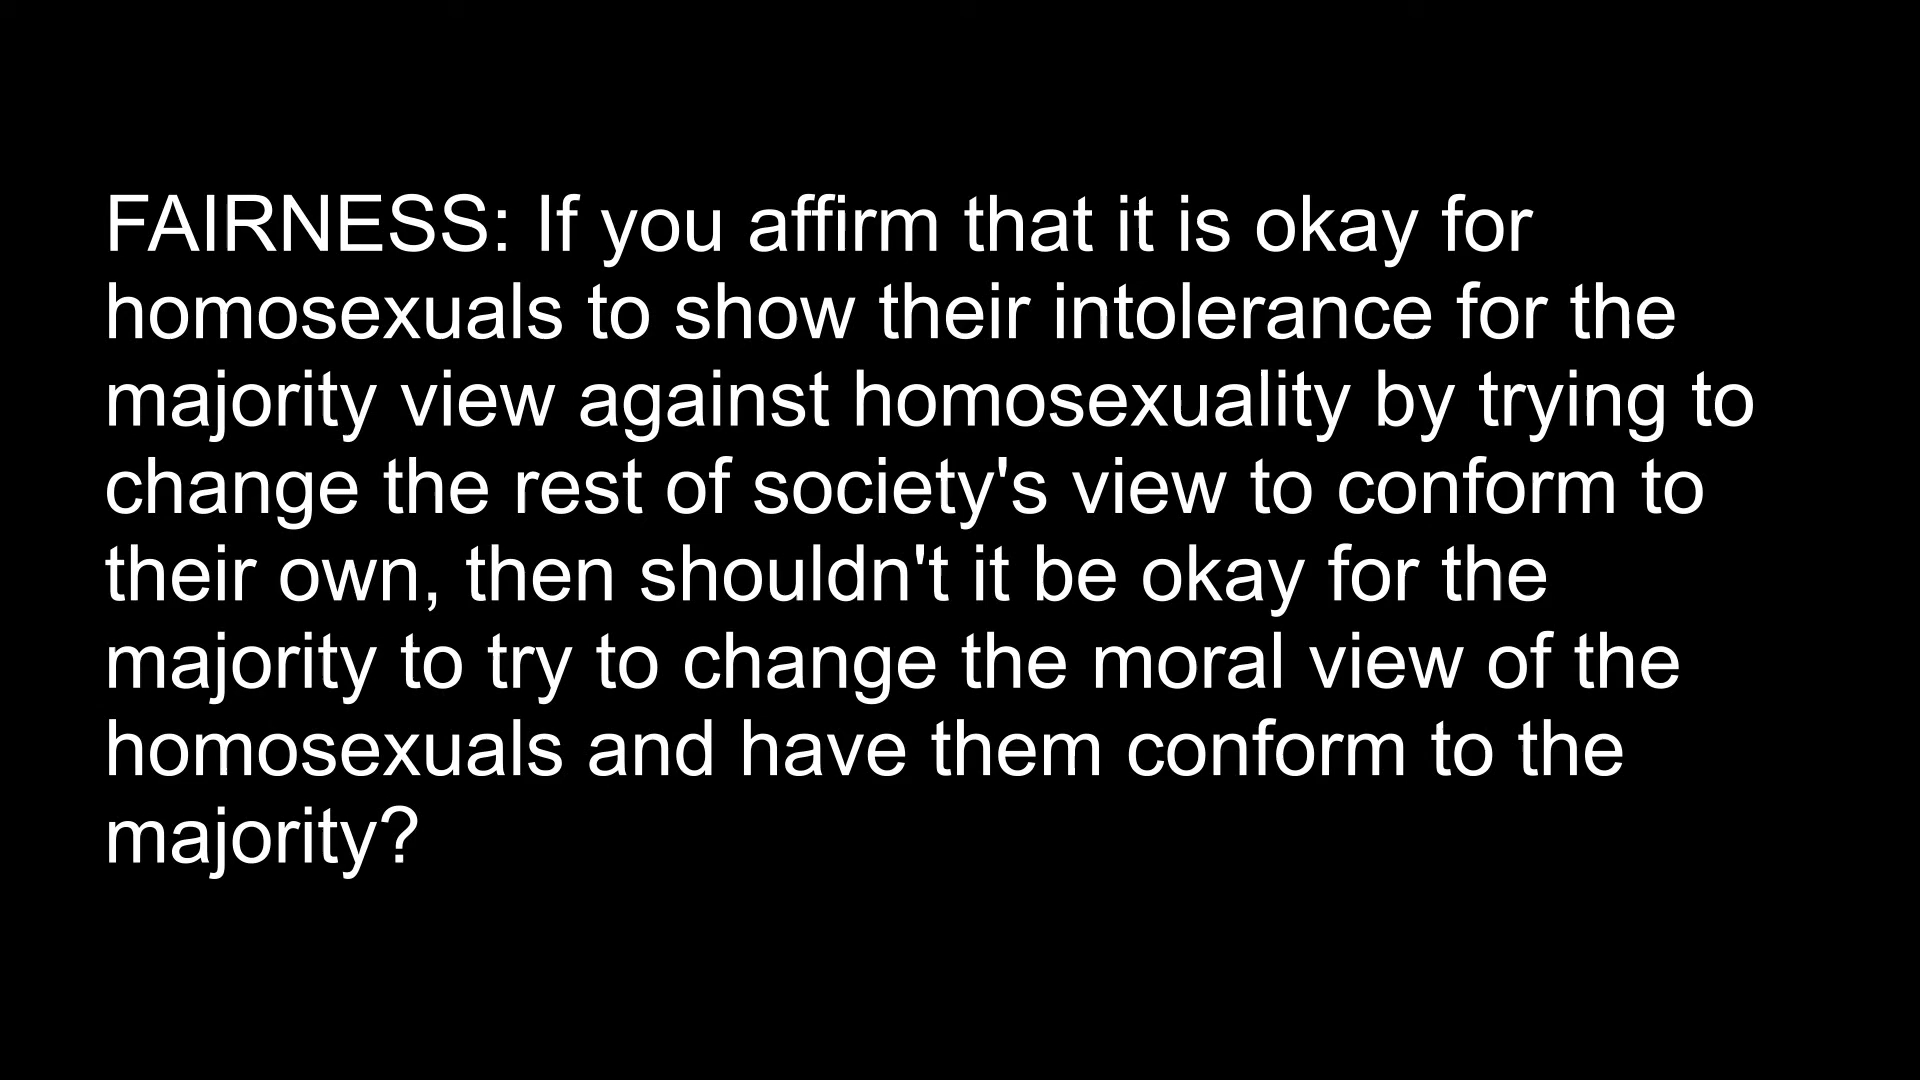 FAIRNESS: If you affirm that it is okay for
homosexuals to show their intolerance for the
majority view against homosexuality by trying to
change the rest of society's view to conform to
their own, then shouldn't it be okay for the
majority to try to change the moral view of the
homosexuals and have them conform to the
majority?